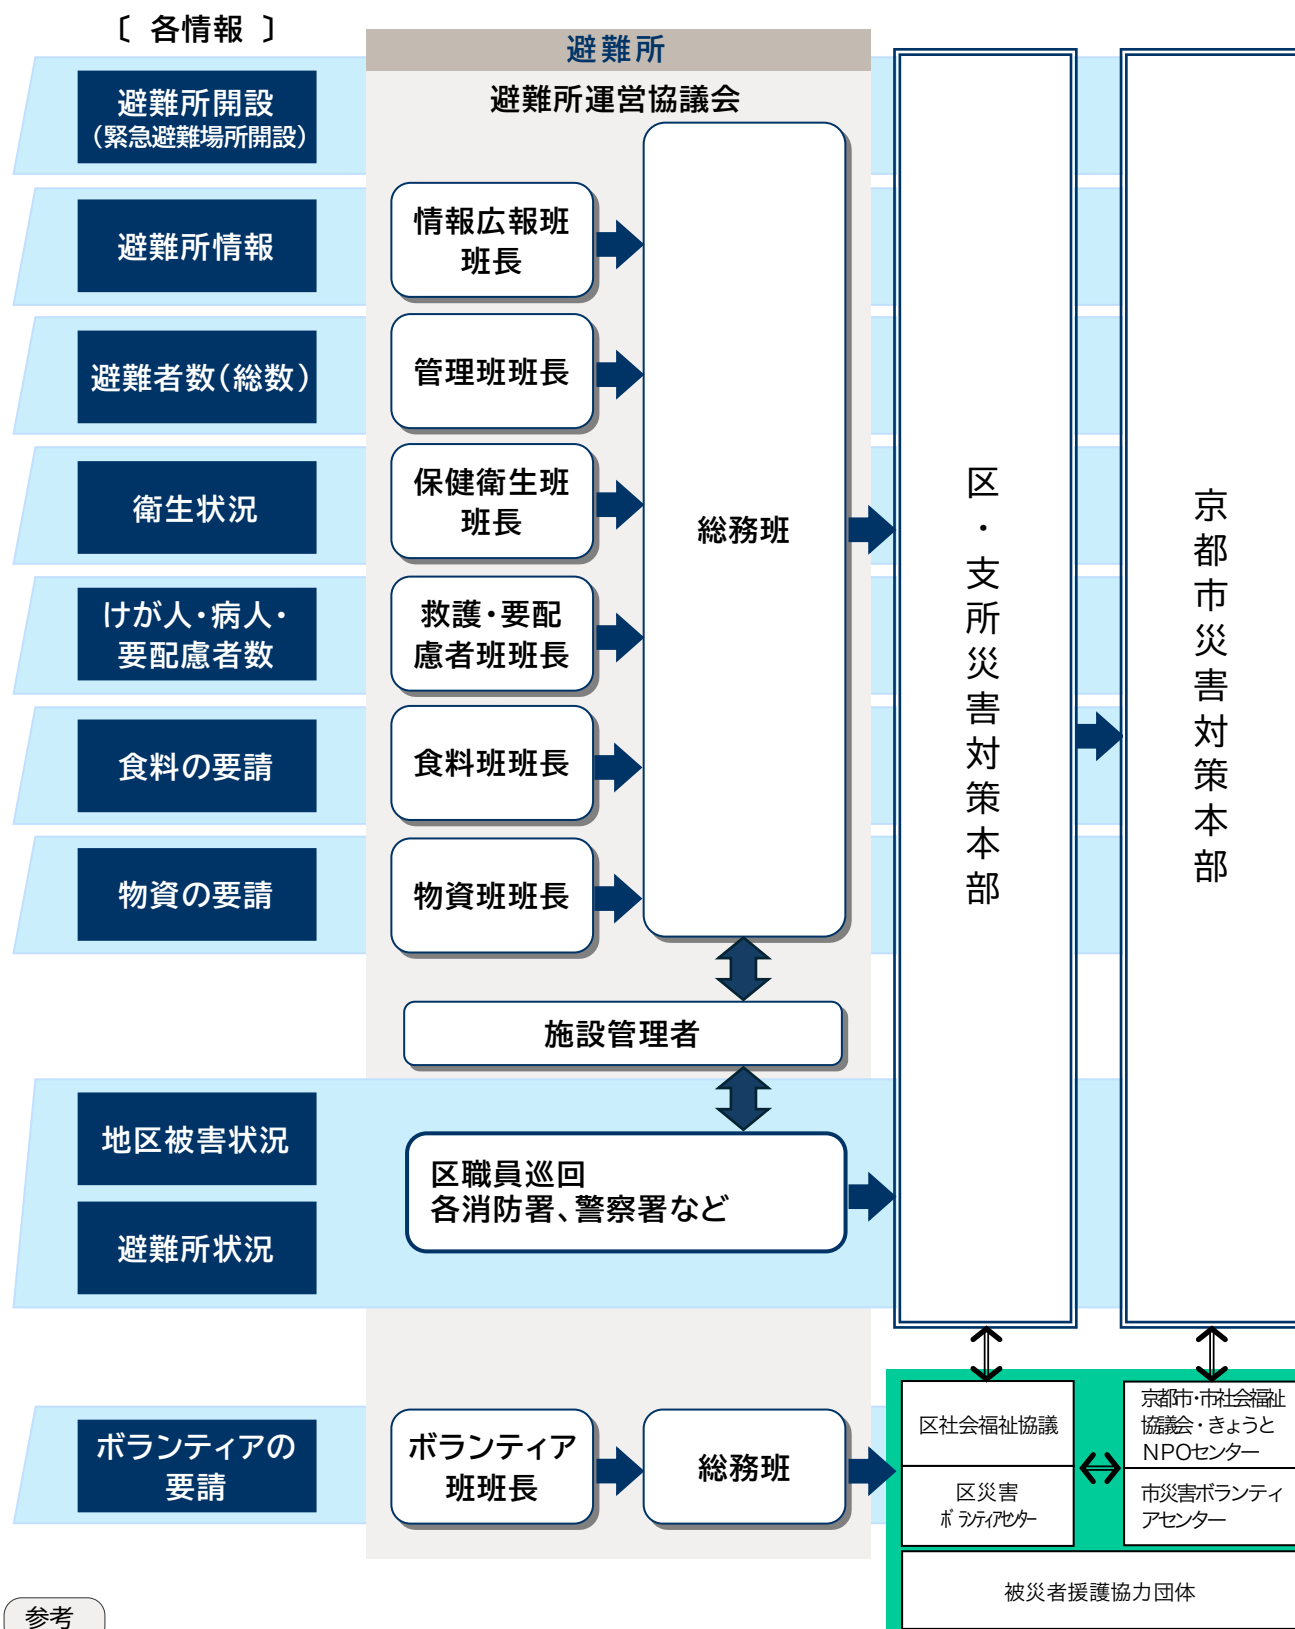 〔 各情報 〕
避難所
避難所運営協議会
避難所開設
（緊急避難場所開設）
避難所情報
情報広報班
班長
避難者数（総数）
管理班班長
衛生状況
保健衛生班
班長
けが人・病人・
要配慮者数
救護・要配
慮者班班長
食料の要請
食料班班長
物資の要請
物資班班長
総務班
施設管理者
地区被害状況
避難所状況
区職員巡回
各消防署、警察署など
区・支所災害対策本部
京都市災害対策本部
ボランティアの
要請
ボランティア
班班長
総務班
区社会福祉協議
区災害
ボランティアセンター
京都市・市社会福祉
協議会・きょうと
NPOセンター
市災害ボランティ
アセンター
被災者援護協力団体
参考